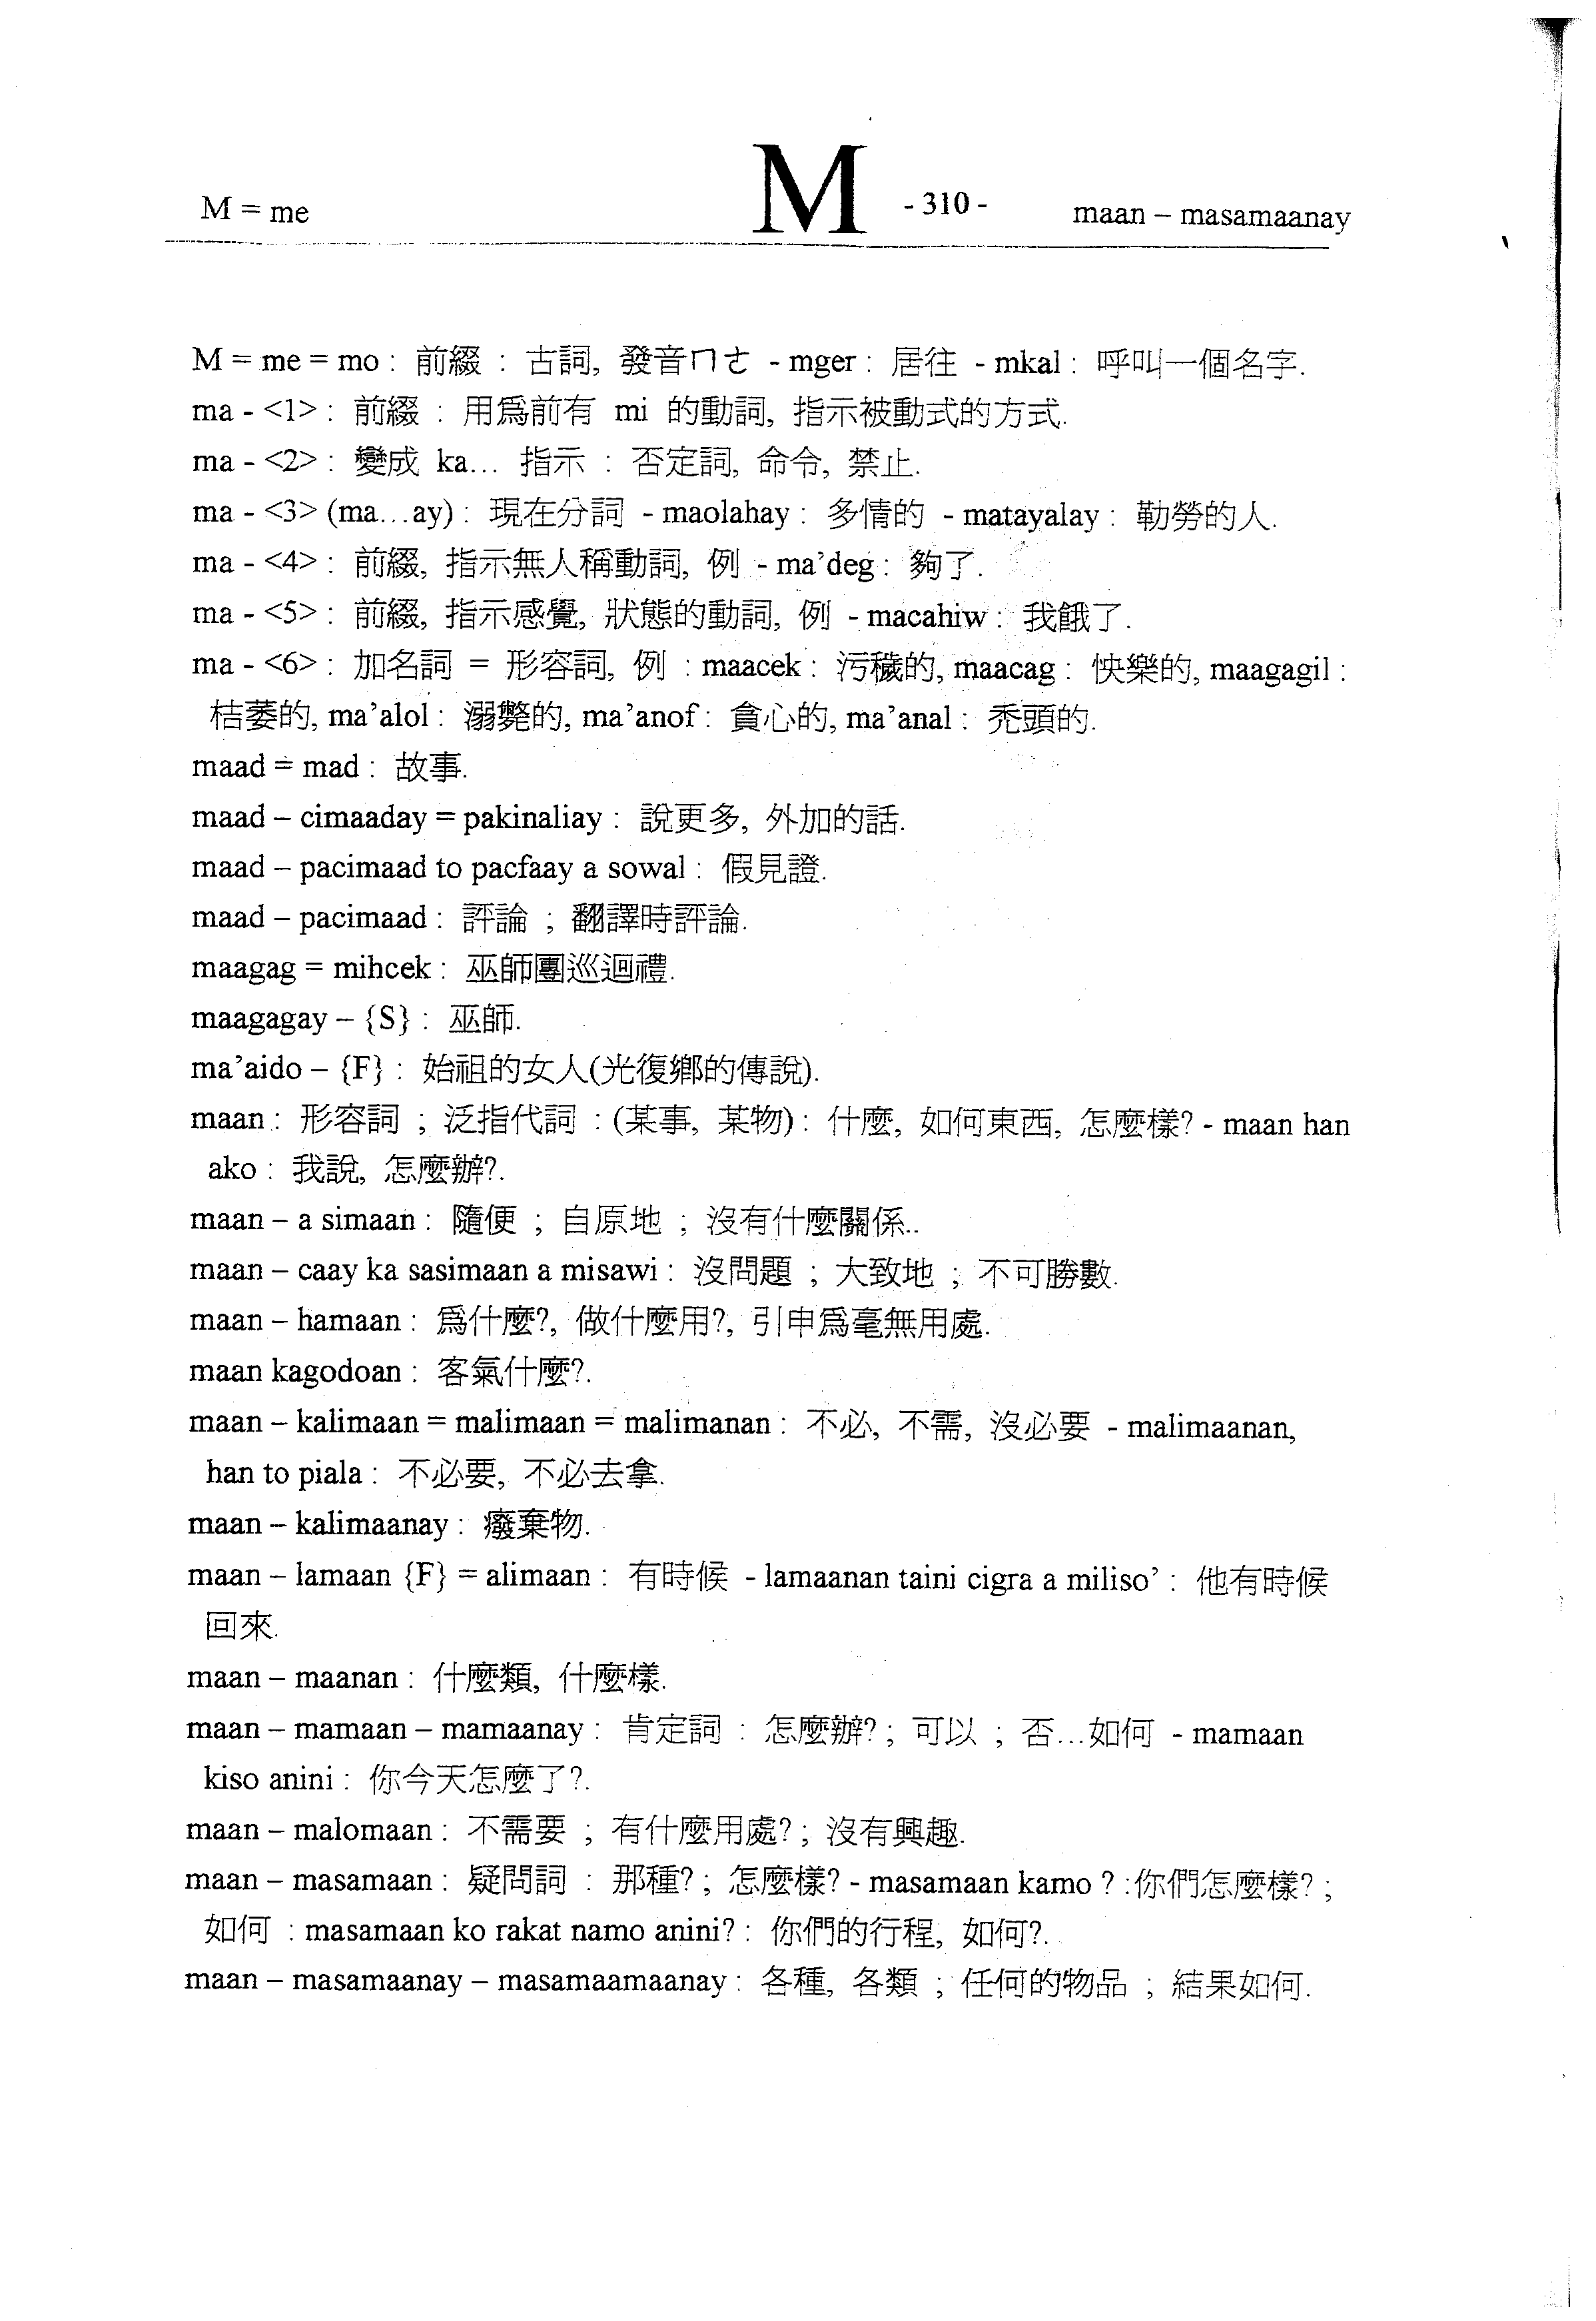 M = me
M
- 310 -
maan – masamaanay
M = me = mo : 前綴 : 古詞, 發音ㄇㄜ - mger : 居往 - mkal : 呼叫一個名字.
ma - <1> : 前綴 : 用爲前有 mi 的動詞, 指示被動式的方式.
ma - <2> : 變成 ka... 指示 : 否定詞, 命令, 禁止.
ma - <3> (ma...ay) : 現在分詞 - maolahay : 多情的 - matayalay : 勒勞的人.
ma - <4> : 前綴, 指示無人稱動詞, 例 - ma'deg : 夠了.
ma - <5> : 前綴, 指示感覺, 狀態的動詞, 例 - macahiw : 我餓了.
ma - <6> : 加名詞 = 形容詞, 例 : maacek : 污穢的, maacag : 怏樂的, maagagil :
桔萎的, ma'alol : 溺斃的, ma'anof : 貪心的, ma'anal : 禿頭的.
maad = mad : 故事.
maad – cimaaday = pakinaliay : 說更多, 外加的話.
maad – pacimaad to pacfaay a sowal : 假見證.
maad – pacimaad : 評論 ; 翻譯時評論.
maagag = mihcek : 巫師團巡迴禮.
maagagay – {S} : 巫師.
ma'aido – {F} : 始祖的女人(光復鄉的傳說).
maan : 形容詞 ; 泛指代詞 : (某事, 某物) : 什麼, 如何東西, 怎麼樣? - maan han
ako : 我說, 怎麼辦?.
maan – a simaan : 隨便 ; 自原地 ; 沒有什麼關係..
maan – caay ka sasimaan a misawi : 沒問題 ; 大致地 ; 不可勝數.
maan – hamaan : 爲什麼?, 做什麼用?, 引申爲毫無用處.
maan kagodoan : 客氣什麼?.
maan – kalimaan = malimaan = malimanan : 不必, 不需, 沒必要 - malimaanan,
han to piala : 不必要, 不必去拿.
maan – kalimaanay : 癈棄物.
maan – lamaan {F} = alimaan : 有時候 - lamaanan taini cigra a miliso' : 他有時候
回來.
maan – maanan : 什麼類, 什麼樣.
maan – mamaan – mamaanay : 肯定詞 : 怎麼辦? ; 可以 ; 否...如何 - mamaan
kiso anini : 你今天怎麼了?.
maan – malomaan : 不需要 ; 有什麼用處? ; 沒有興趣.
maan – masamaan : 疑問詞 : 那種? ; 怎麼樣? - masamaan kamo ? :你們怎麼樣? ;
如何 : masamaan ko rakat namo anini? : 你們的行程, 如何?.
maan – masamaanay – masamaamaanay : 各種, 各類 ; 任何的物品 ; 結果如何.